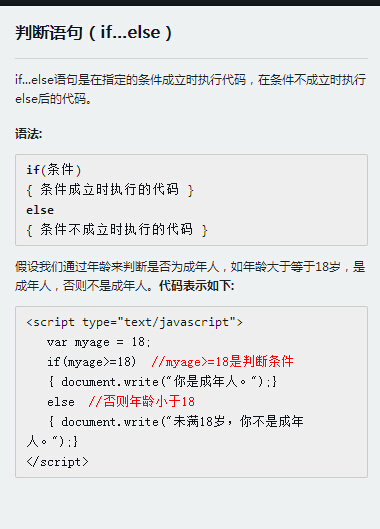 判断语句（if...else）
if...else语句是在指定的条件成立时执行代码，在条件不成立时执行
else后的代码。
语法:
if(条件)
{ 条件成立时执行的代码 }
else
{ 条件不成立时执行的代码 }
假设我们通过年龄来判断是否为成年人，如年龄大于等于18岁，是
成年人，否则不是成年人。代码表示如下:
<script type="text/javascript">
var myage = 18;
if(myage>=18) //myage>=18是判断条件
{ document.write("你是成年人。");}
else //否则年龄小于18
{ document.write("未满18岁，你不是成年
人。");}
</script>